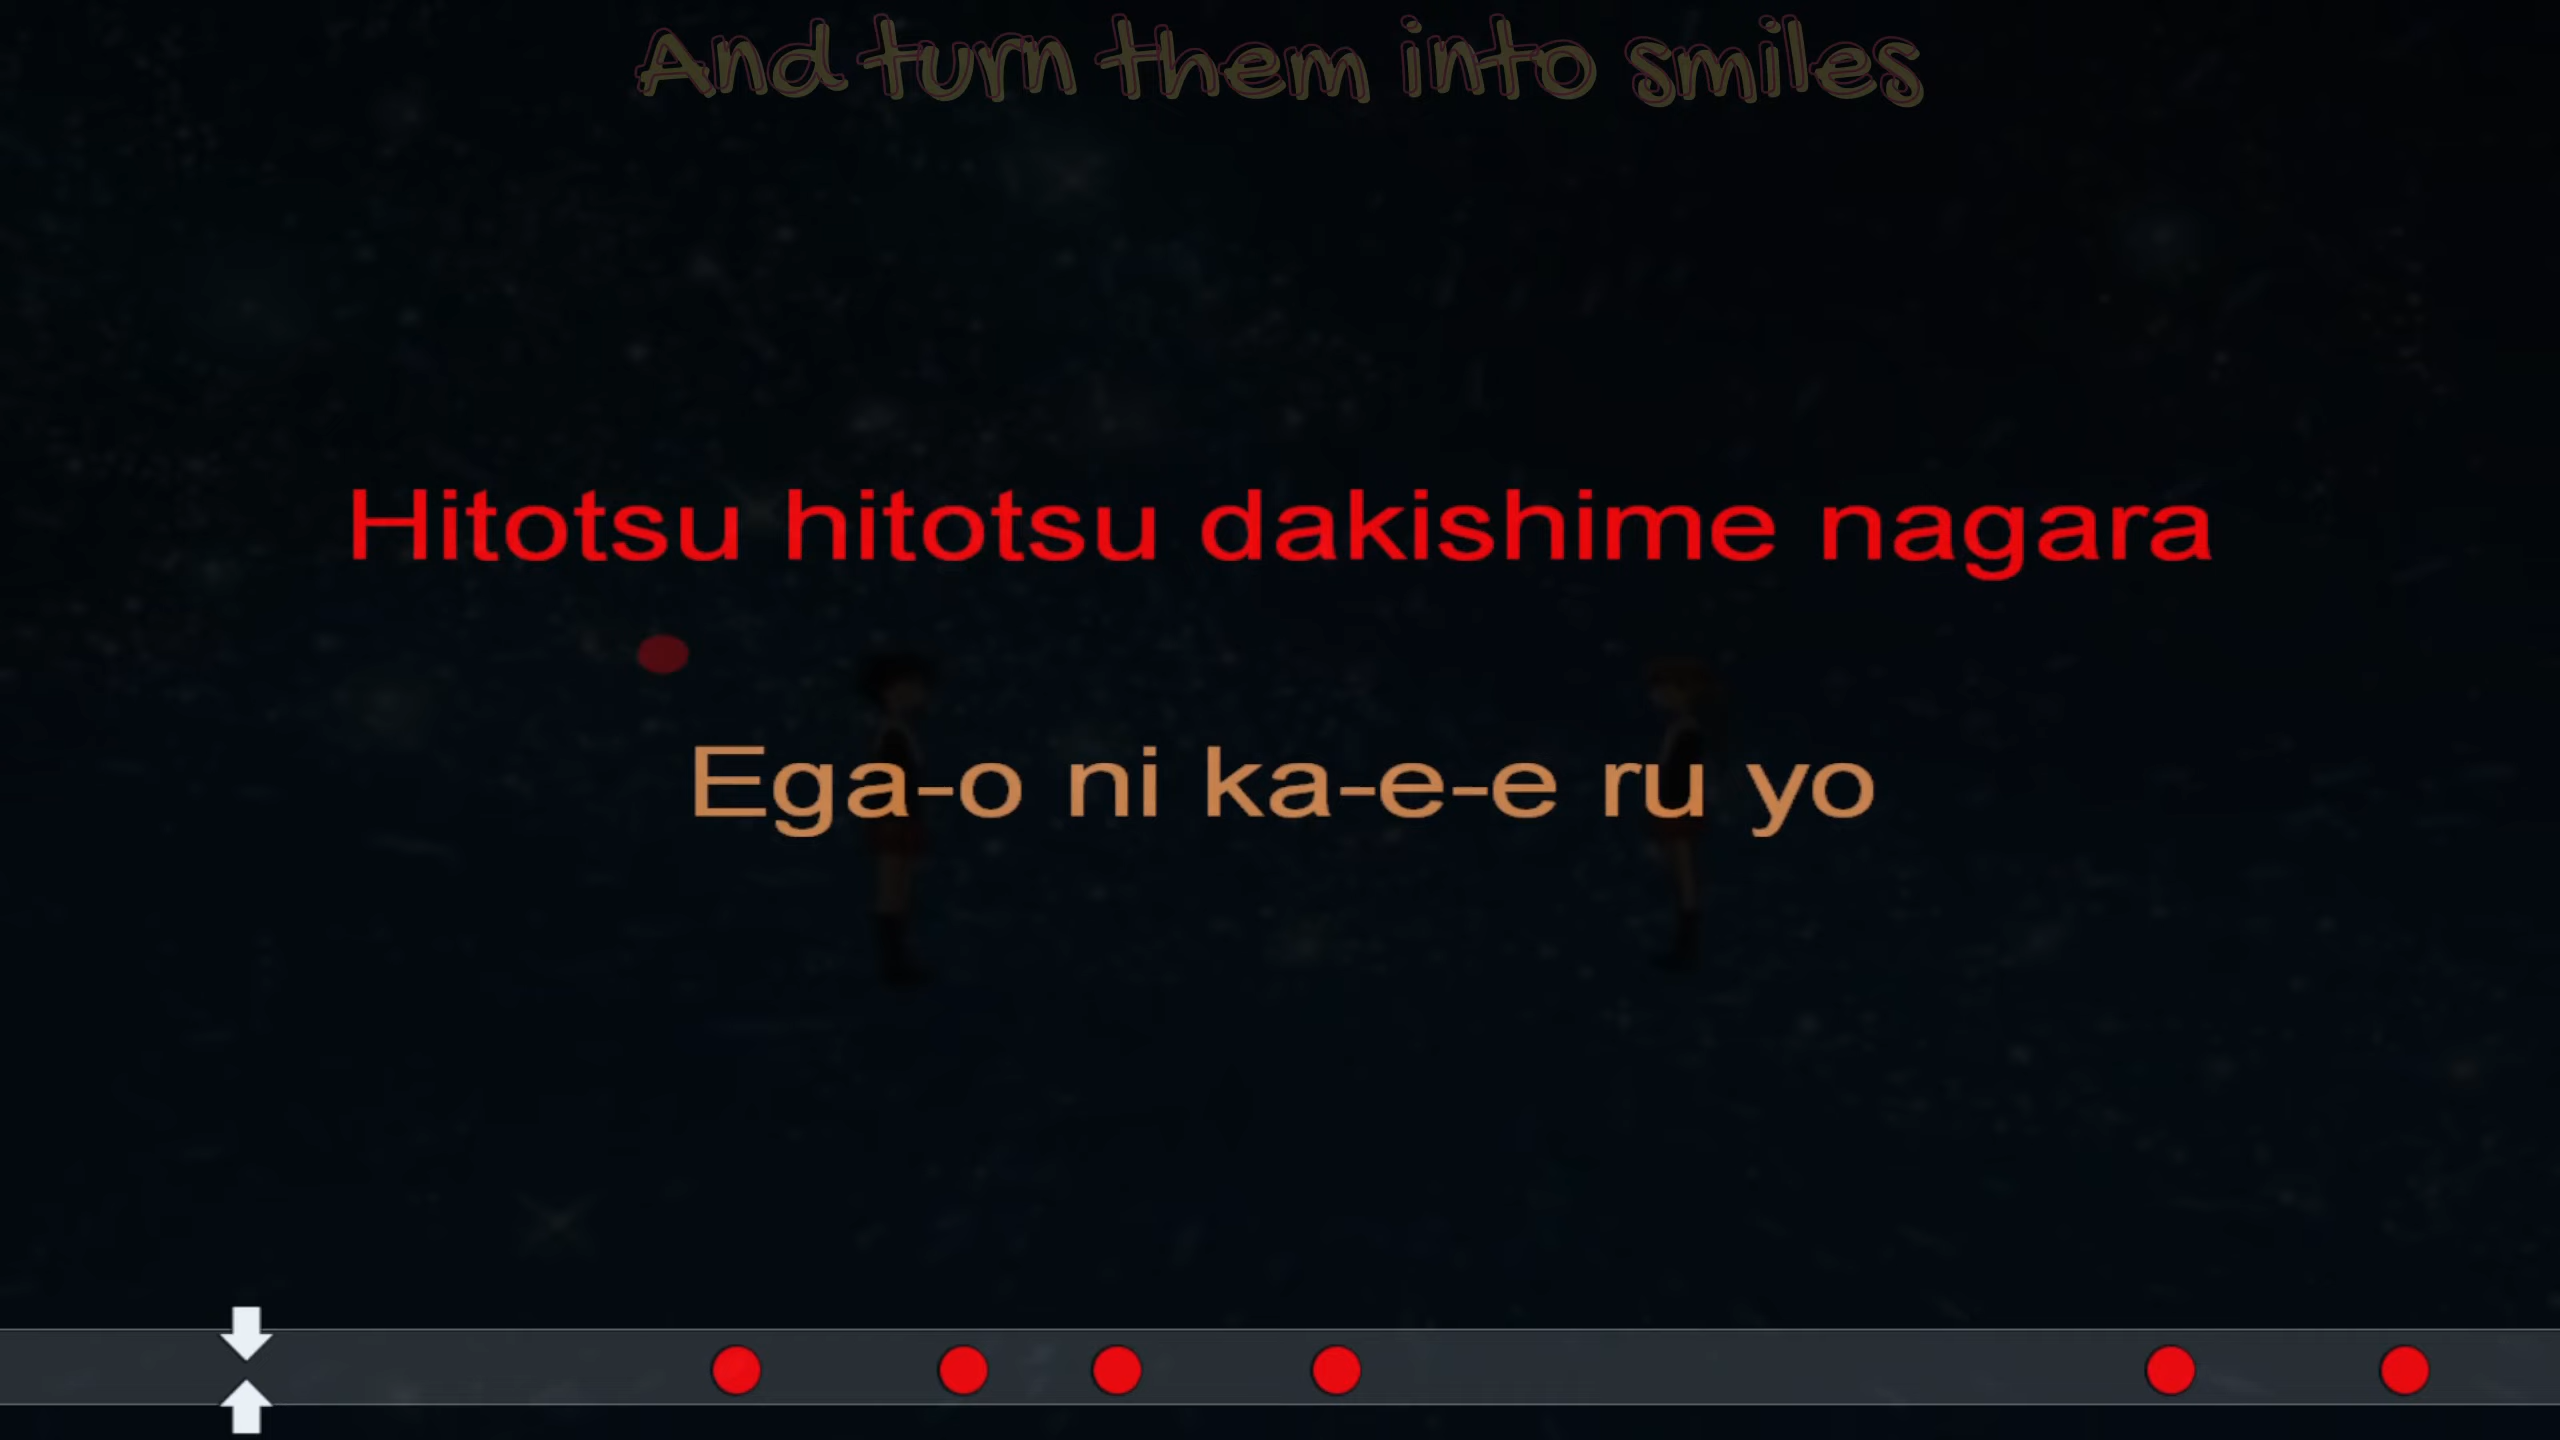 And turn them into smiles
Hitotsu hitotsu dakishime nagara
Ega-o ni ka-e-e ru yo